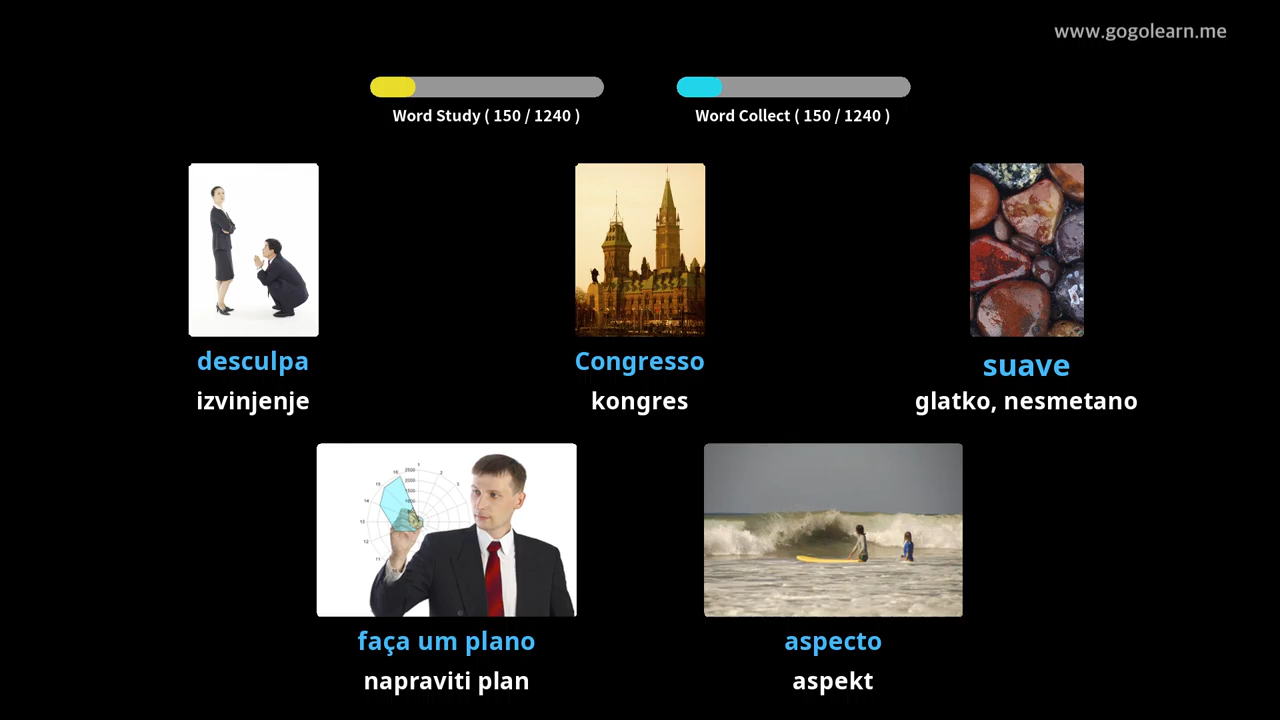 www.gogolearn.me
Word Study ( 150 / 1240 )
Word Collect ( 150 / 1240 )
desculpa
izvinjenje
Congresso
kongres
suave
glatko, nesmetano
faça um plano
napraviti plan
aspecto
aspekt